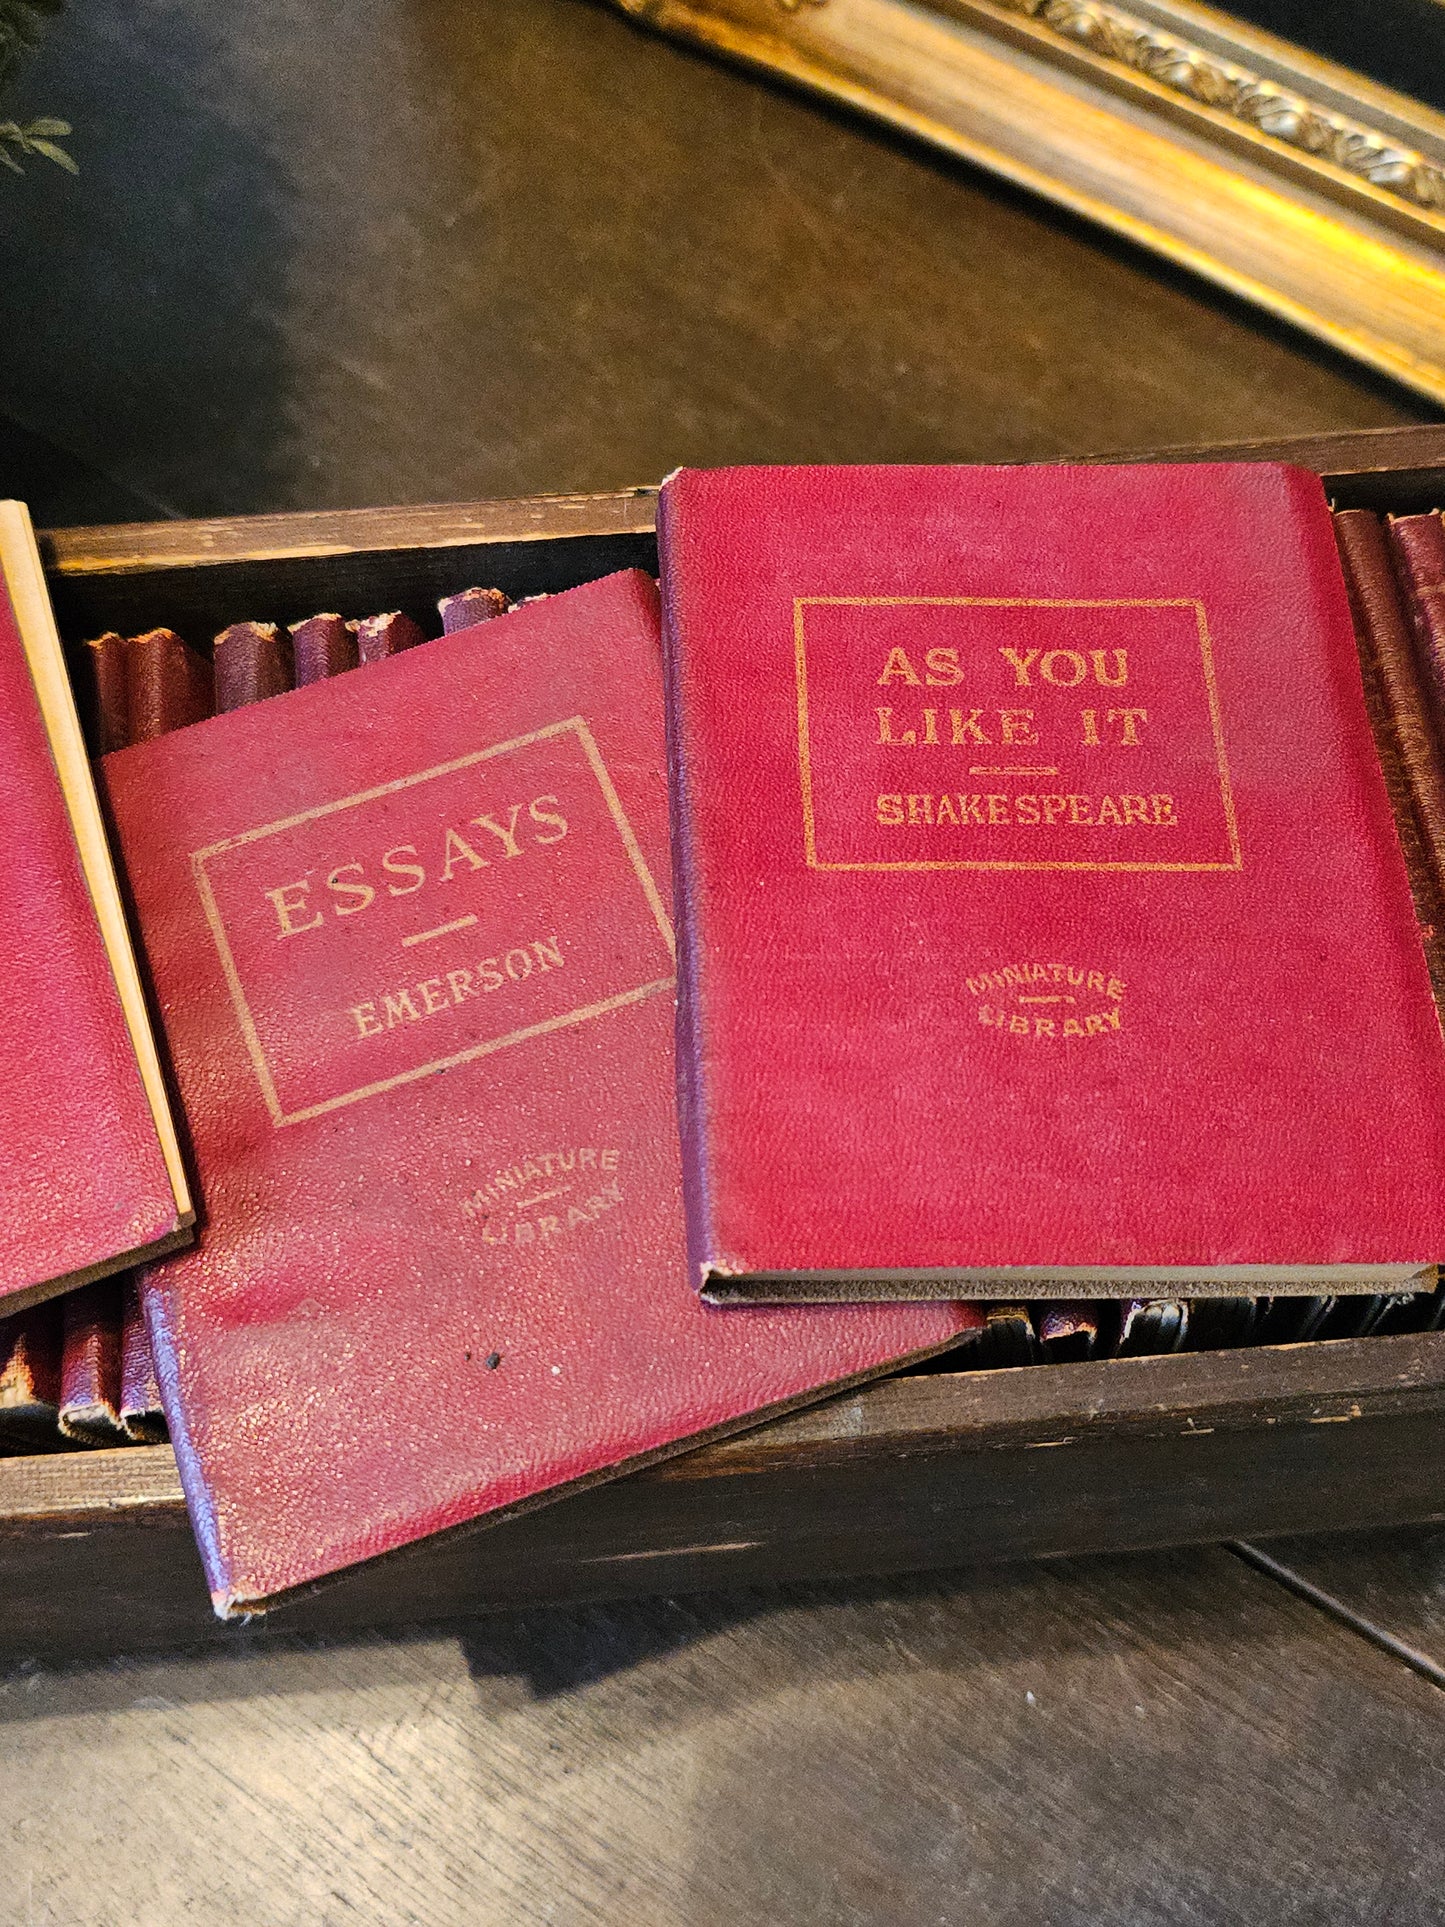 ESSAYS
EMERSON
MINIATURE
LIBRARY
AS YOU
LIKE IT
SHAKESPEARE
MINIATURE
LIBRARY